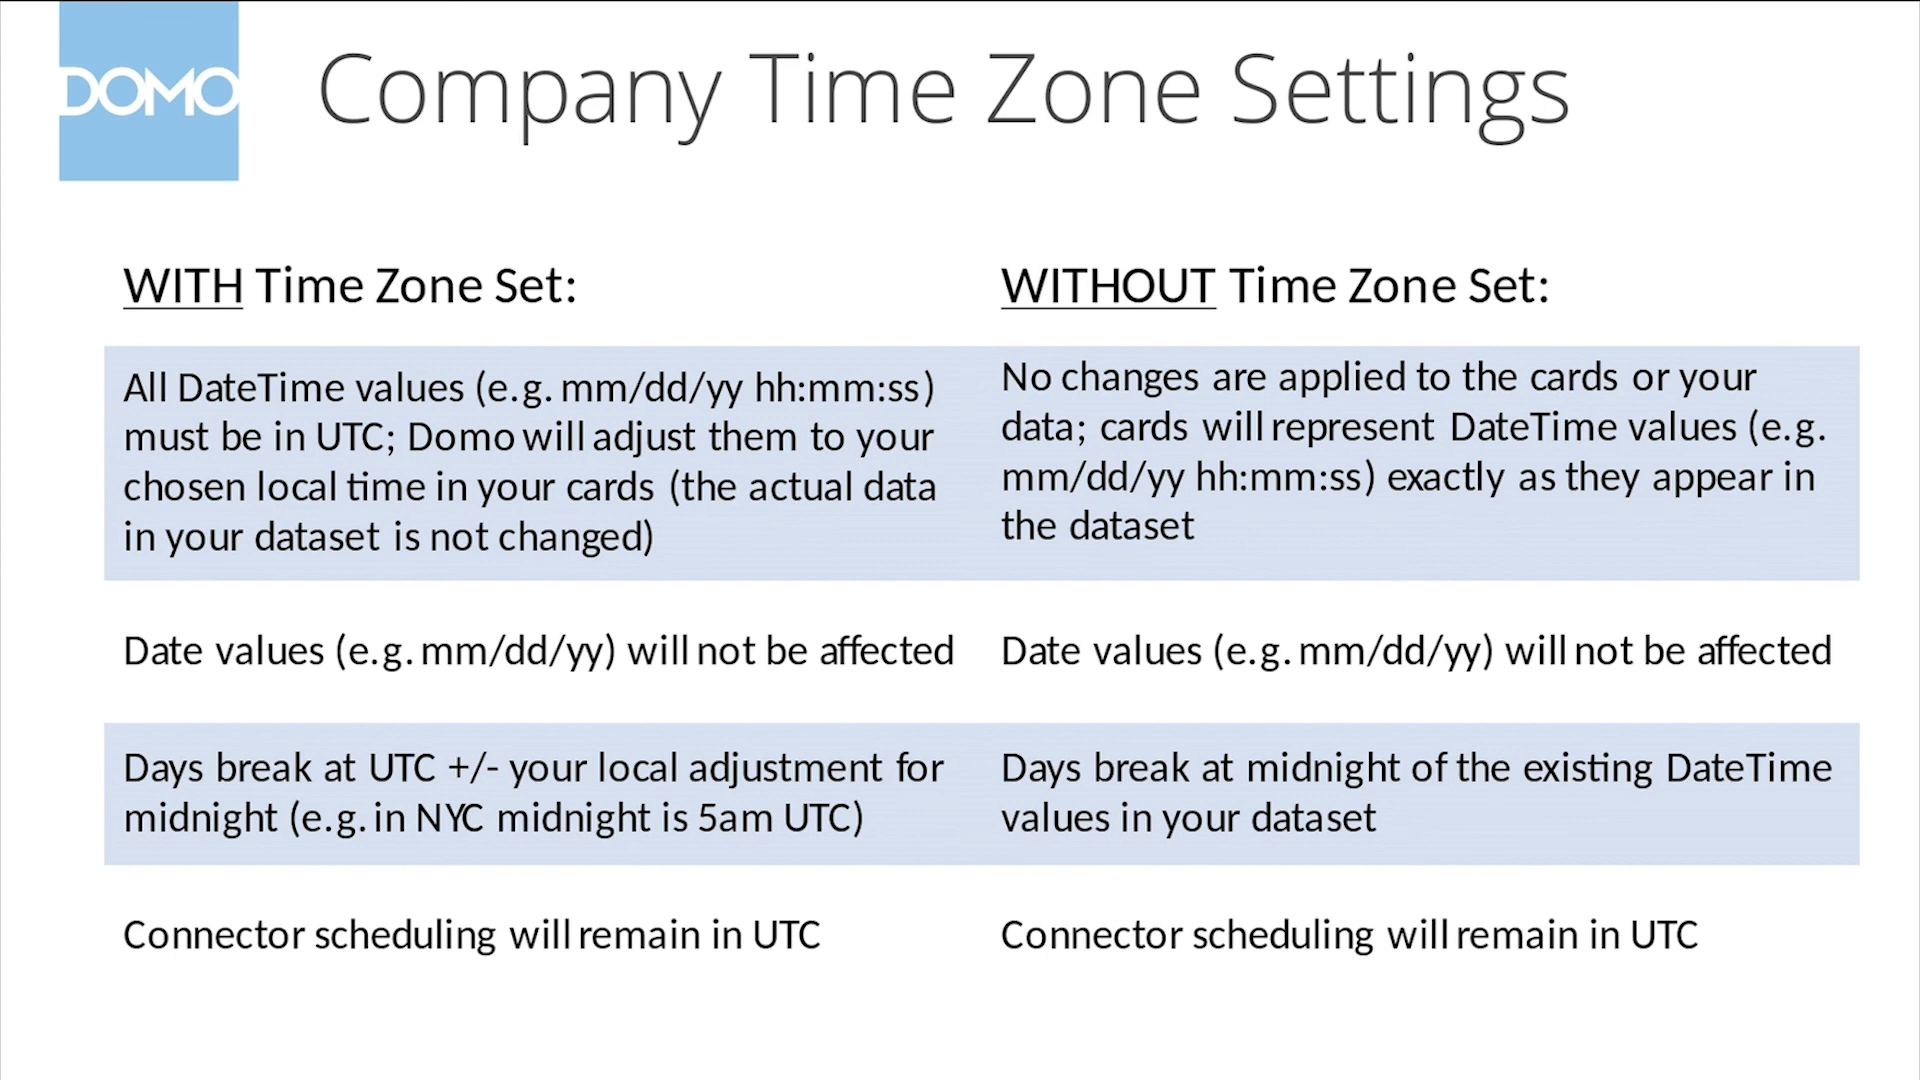 DOMO
Company Time Zone Settings
WITH Time Zone Set:
WITHOUT Time Zone Set:
All DateTime values (e.g. mm/dd/yy hh:mm:ss)
must be in UTC; Domo will adjust them to your
chosen local time in your cards (the actual data
in your dataset is not changed)
No changes are applied to the cards or your
data; cards will represent DateTime values (e.g.
mm/dd/yy hh:mm:ss) exactly as they appear in
the dataset
Date values (e.g. mm/dd/yy) will not be affected
Date values (e.g. mm/dd/yy) will not be affected
Days break at UTC +/- your local adjustment for
midnight (e.g. in NYC midnight is 5am UTC)
Days break at midnight of the existing DateTime
values in your dataset
Connector scheduling will remain in UTC
Connector scheduling will remain in UTC